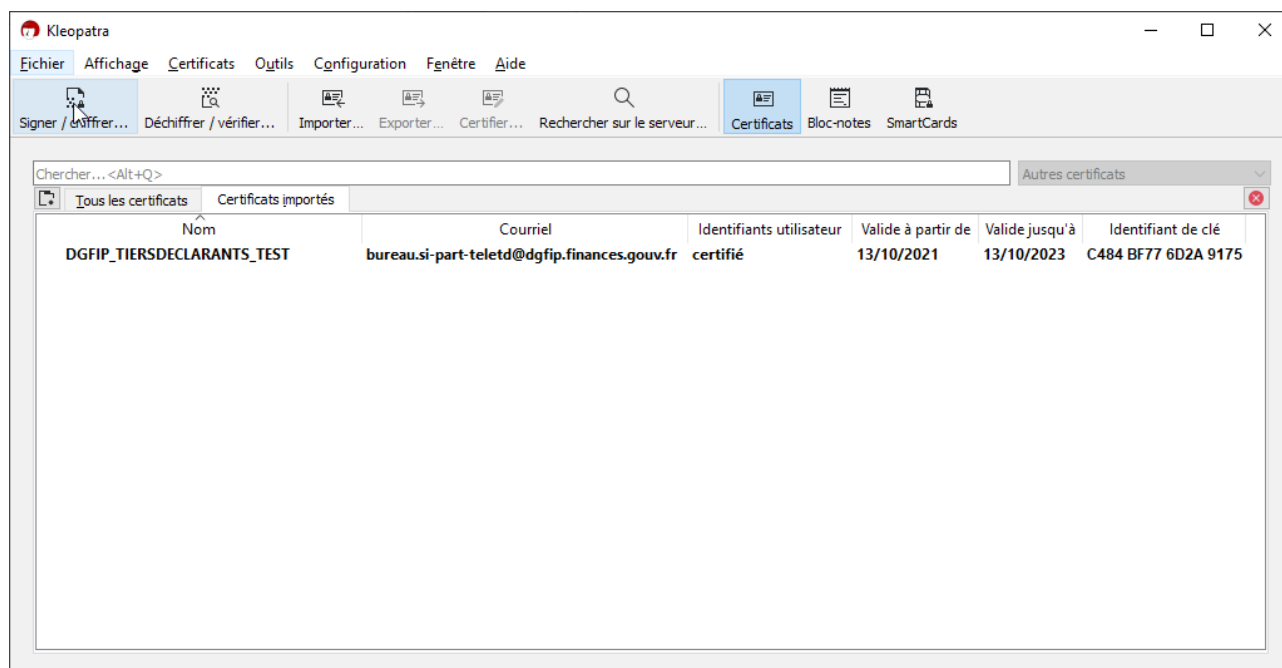 Kleopatra
Fichier Affichage Certificats Outils Configuration Fenêtre Aide
Signer / chiffrer... Déchiffrer / vérifier... Importer... Exporter... Certifier... Rechercher sur le serveur... Certificats Bloc-notes SmartCards
Chercher...<Alt+Q> Autres certificats
Tous les certificats Certificats importés
Nom Courriel Identifiants utilisateur Valide à partir de Valide jusqu'à Identifiant de clé
DGFIP_TIERSDECLARANTS_TEST bureau.si-part-teletd@dgfip.finances.gouv.fr certifié 13/10/2021 13/10/2023 C484 BF77 6D2A 9175